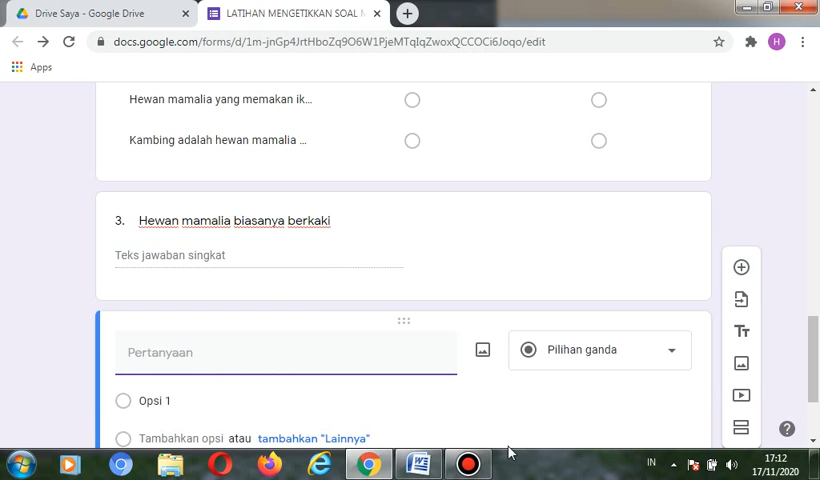 Drive Saya - Google Drive
LATIHAN MENGETIKKAN SOAL M
docs.google.com/forms/d/1m-jnGp4JrtHboZq9O6W1PjeMTqIqZwoxQCCOCi6Joqo/edit
H
Apps
Hewan mamalia yang memakan ik...
Kambing adalah hewan mamalia ...
3. Hewan mamalia biasanya berkaki
Teks jawaban singkat
Pertanyaan
Pilihan ganda
Opsi 1
Tambahkan opsi atau tambahkan "Lainnya"
Tт
IN
17:12
17/11/2020